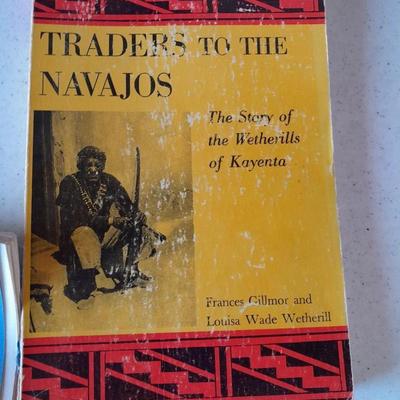 TRADERS TO THE
NAVAJOS
The Story of
the Wetherills
of Kayenta
Frances Gillmor and
Louisa Wade Wetherill